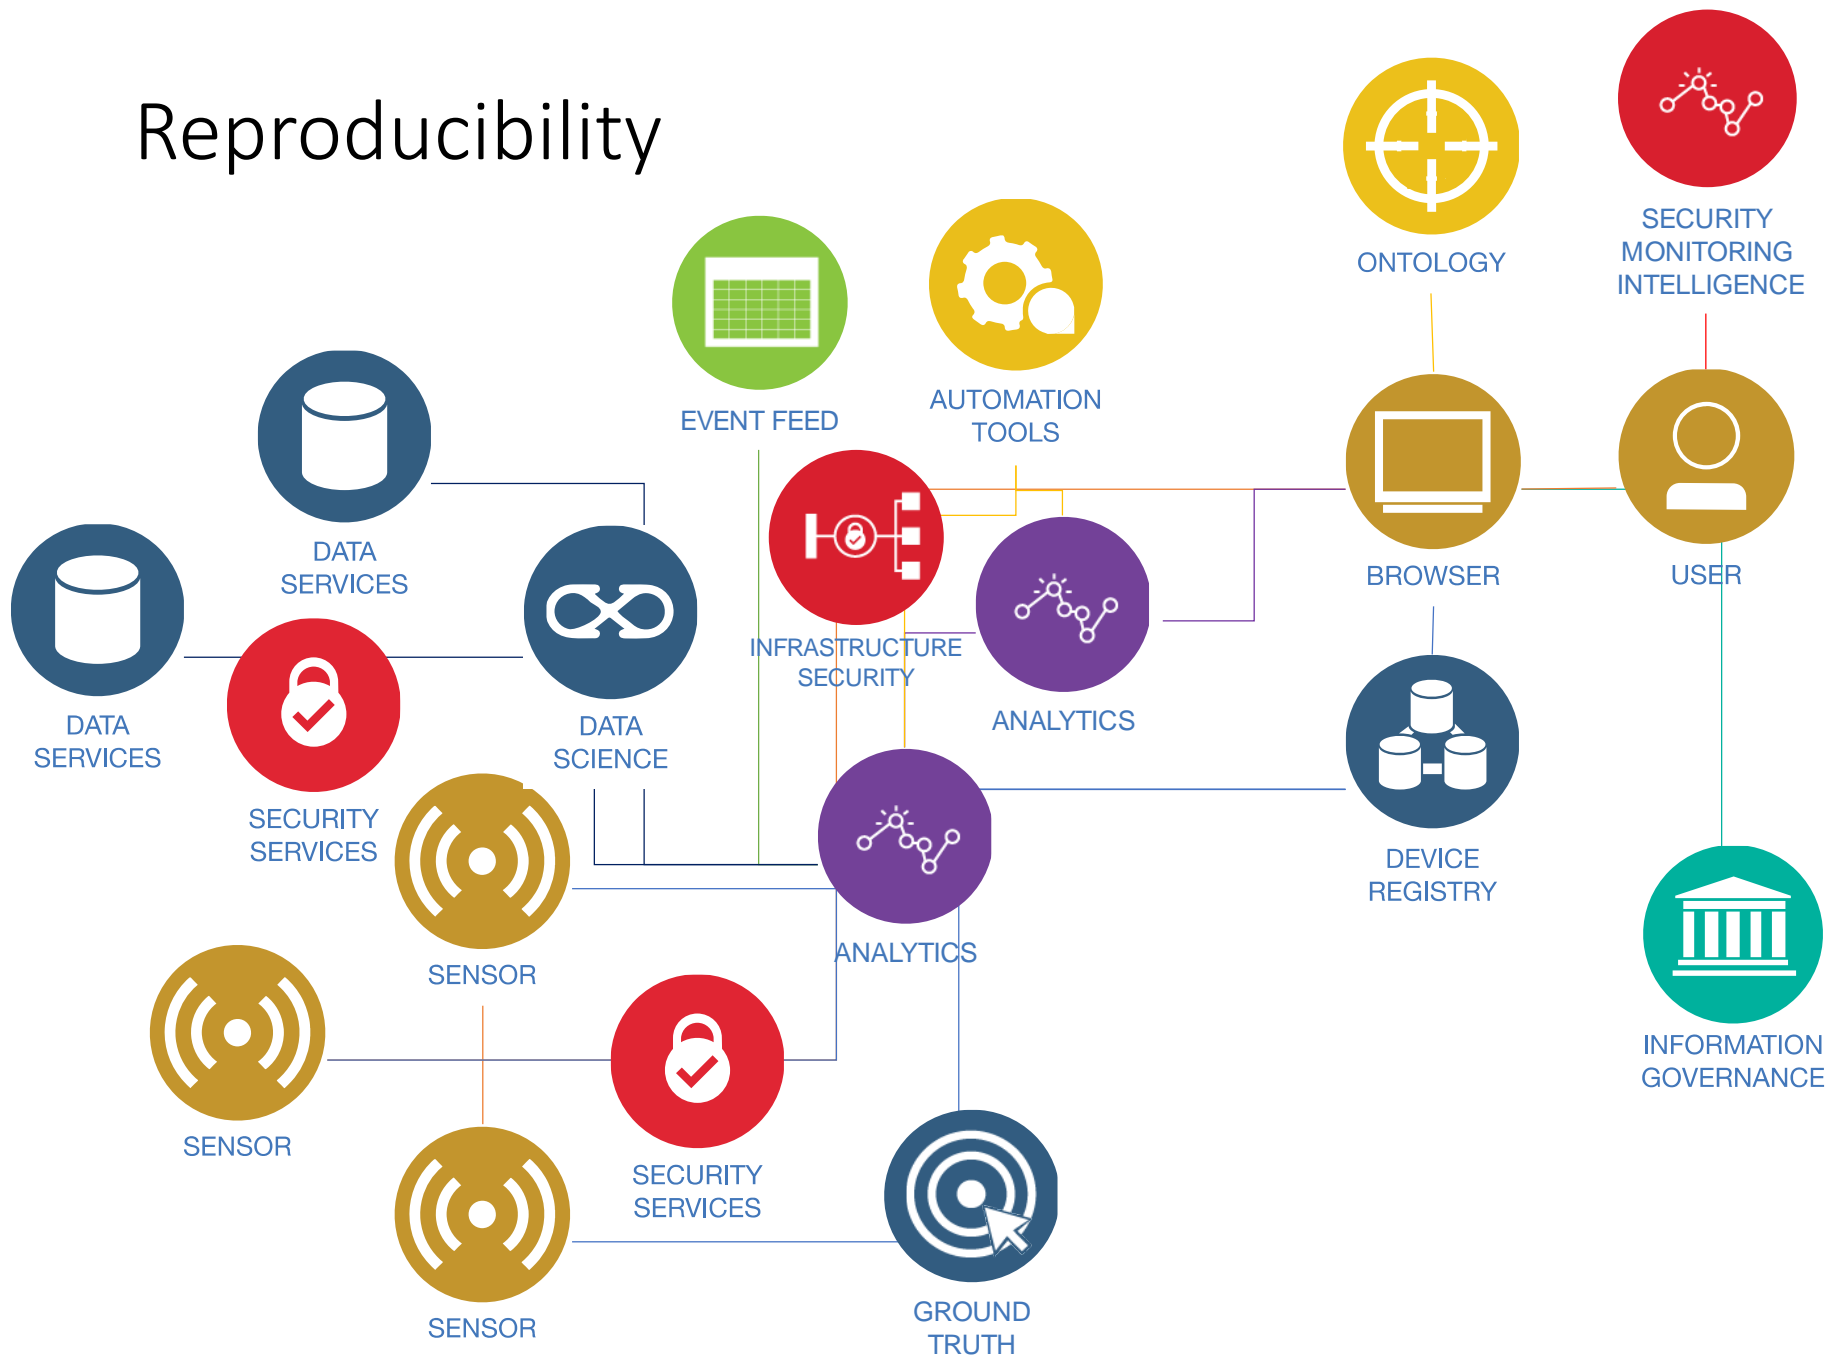 Reproducibility
SECURITY
MONITORING
INTELLIGENCE
ONTOLOGY
AUTOMATION
TOOLS
EVENT FEED
DATA
SERVICES
BROWSER
USER
INFRASTRUCTURE
SECURITY
ANALYTICS
DATA
SERVICES
DATA
SCIENCE
SECURITY
SERVICES
DEVICE
REGISTRY
ANALYTICS
SENSOR
INFORMATION
GOVERNANCE
SENSOR
SECURITY
SERVICES
SENSOR
GROUND
TRUTH